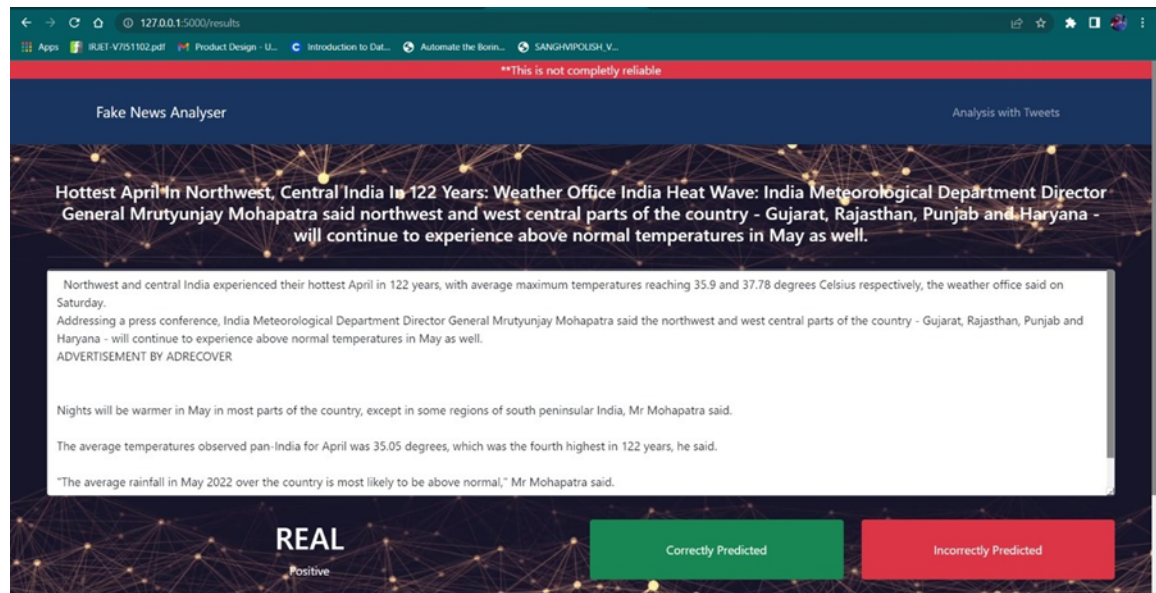 127.0.0.1:5000/results
Apps IRJET-V7I51102.pdf Product Design - U... Introduction to Dat... Automate the Borin... SANGHVIPOLISH_V...
**This is not completly reliable
Fake News Analyser Analysis with Tweets
Hottest April In Northwest, Central India In 122 Years: Weather Office India Heat Wave: India Meteorological Department Director
General Mrutyunjay Mohapatra said northwest and west central parts of the country - Gujarat, Rajasthan, Punjab and Haryana -
will continue to experience above normal temperatures in May as well.
Northwest and central India experienced their hottest April in 122 years, with average maximum temperatures reaching 35.9 and 37.78 degrees Celsius respectively, the weather office said on
Saturday.
Addressing a press conference, India Meteorological Department Director General Mrutyunjay Mohapatra said the northwest and west central parts of the country - Gujarat, Rajasthan, Punjab and
Haryana - will continue to experience above normal temperatures in May as well.
ADVERTISEMENT BY ADRECOVER
Nights will be warmer in May in most parts of the country, except in some regions of south peninsular India, Mr Mohapatra said.
The average temperatures observed pan-India for April was 35.05 degrees, which was the fourth highest in 122 years, he said.
"The average rainfall in May 2022 over the country is most likely to be above normal," Mr Mohapatra said.
REAL
Positive
Correctly Predicted
Incorrectly Predicted